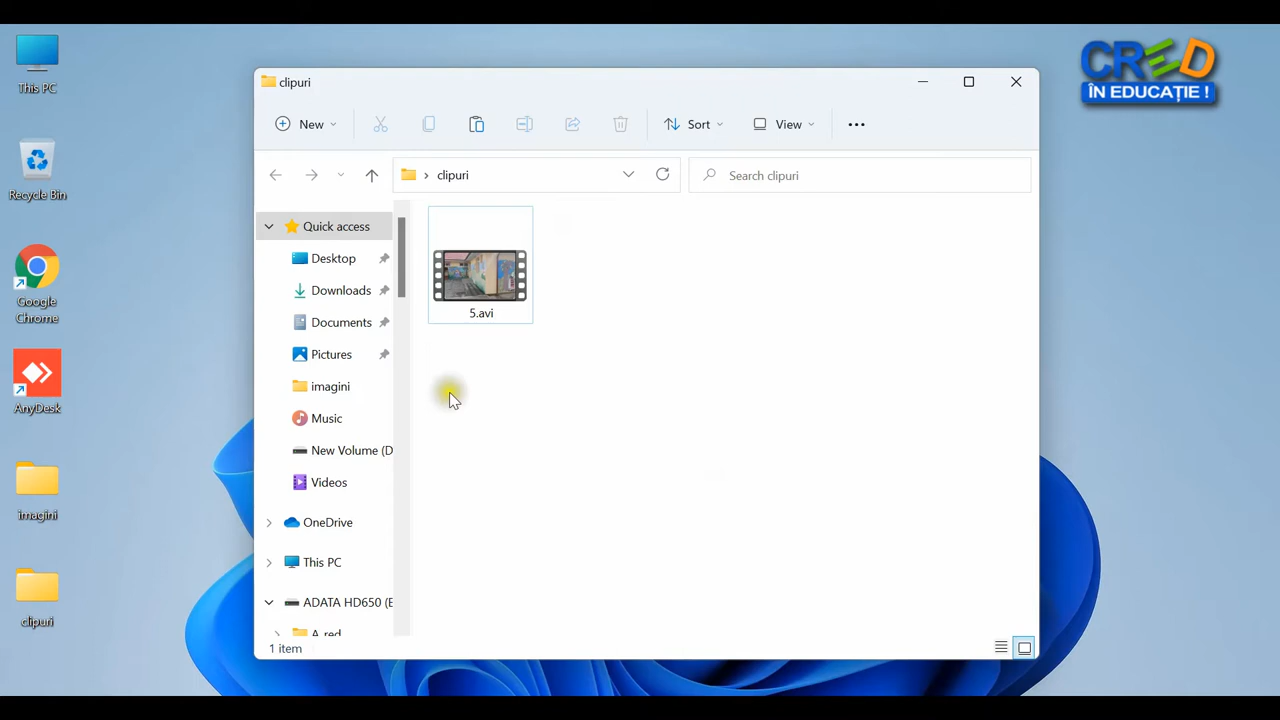 This PC
Recycle Bin
Google
Chrome
AnyDesk
imagini
clipuri
CRED
ÎN EDUCAȚIE !
clipuri
New
Sort
View
clipuri
Search clipuri
Quick access
Desktop
Downloads
Documents
Pictures
imagini
Music
New Volume (D
Videos
OneDrive
This PC
ADATA HD650 (E
A_red
5.avi
1 item